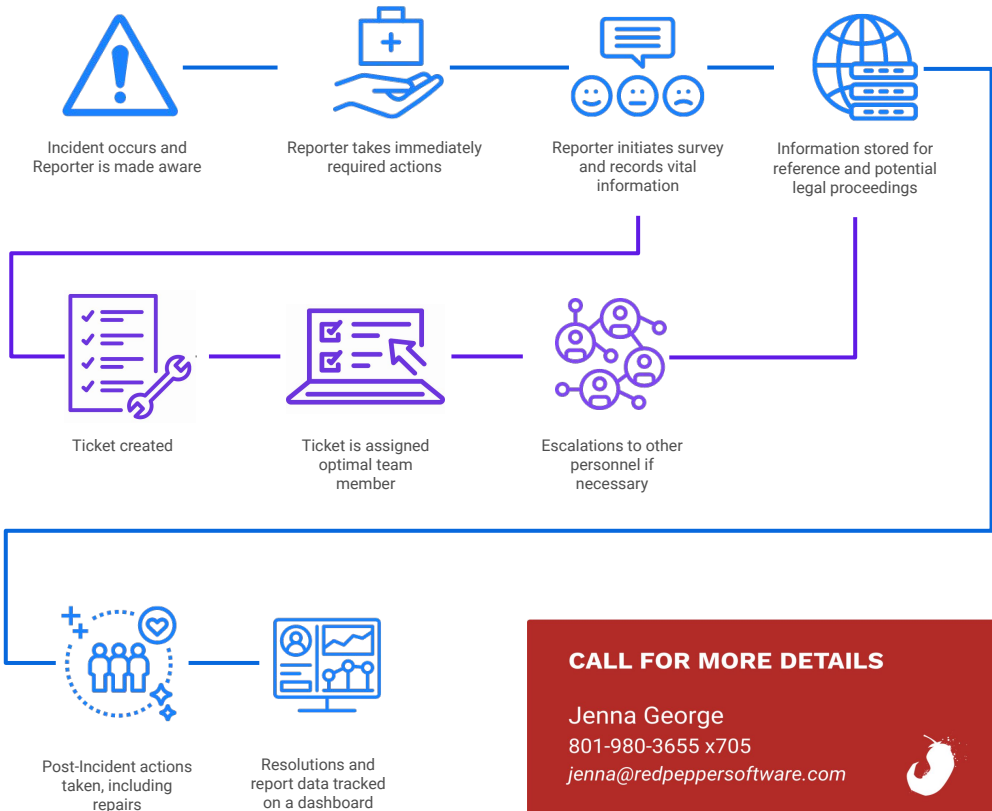 Incident occurs and
Reporter is made aware
Reporter takes immediately
required actions
Reporter initiates survey
and records vital
information
Information stored for
reference and potential
legal proceedings
Ticket created
Ticket is assigned
optimal team
member
Escalations to other
personnel if
necessary
Post-Incident actions
taken, including
repairs
Resolutions and
report data tracked
on a dashboard
CALL FOR MORE DETAILS
Jenna George
801-980-3655 x705
jenna@redpeppersoftware.com